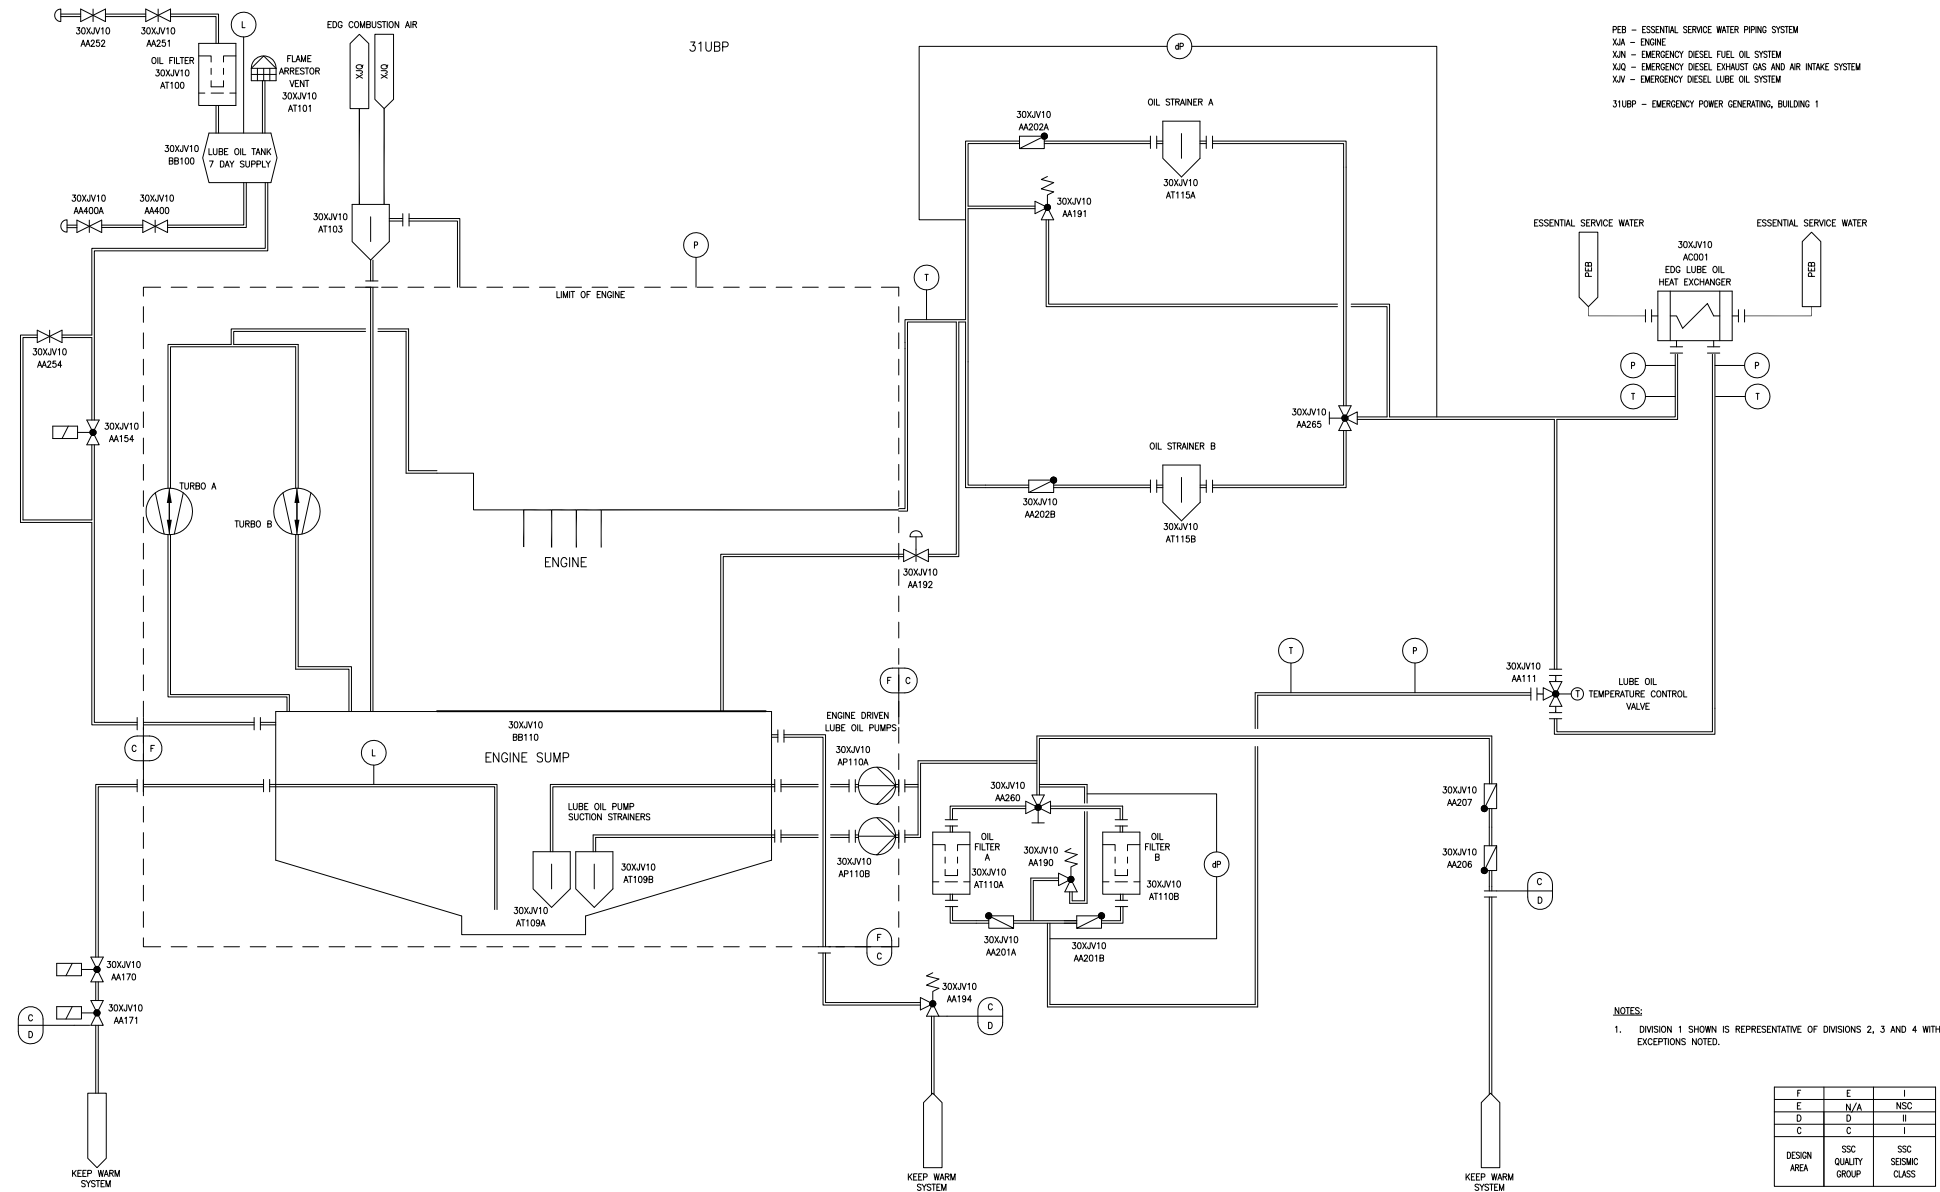 30XJV10
AA252
30XJV10
AA251
OIL FILTER
30XJV10
AT100
L
FLAME
ARRESTOR
VENT
30XJV10
AT101
30XJV10
BB100
LUBE OIL TANK
7 DAY SUPPLY
30XJV10
AA400A
30XJV10
AA400
EDG COMBUSTION AIR
XJQ
XJQ
30XJV10
AT103
31UBP
P
LIMIT OF ENGINE
30XJV10
AA254
30XJV10
AA154
TURBO A
TURBO B
ENGINE
T
dP
OIL STRAINER A
30XJV10
AA202A
30XJV10
AT115A
30XJV10
AA191
OIL STRAINER B
30XJV10
AA202B
30XJV10
AT115B
30XJV10
AA265
30XJV10
AA192
PEB – ESSENTIAL SERVICE WATER PIPING SYSTEM
XJA – ENGINE
XJN – EMERGENCY DIESEL FUEL OIL SYSTEM
XJQ – EMERGENCY DIESEL EXHAUST GAS AND AIR INTAKE SYSTEM
XJV – EMERGENCY DIESEL LUBE OIL SYSTEM
31UBP – EMERGENCY POWER GENERATING, BUILDING 1
ESSENTIAL SERVICE WATER
ESSENTIAL SERVICE WATER
PEB
PEB
30XJV10
AC001
EDG LUBE OIL
HEAT EXCHANGER
P
P
T
T
T
P
30XJV10
AA111
T
LUBE OIL
TEMPERATURE CONTROL
VALVE
F C
C F
30XJV10
BB110
ENGINE SUMP
L
ENGINE DRIVEN
LUBE OIL PUMPS
30XJV10
AP110A
30XJV10
AP110B
LUBE OIL PUMP
SUCTION STRAINERS
30XJV10
AT109B
30XJV10
AT109A
30XJV10
AA260
OIL
FILTER
A
30XJV10
AT110A
30XJV10
AA190
OIL
FILTER
B
30XJV10
AT110B
dP
30XJV10
AA201A
30XJV10
AA201B
30XJV10
AA207
30XJV10
AA206
C
D
F
C
30XJV10
AA170
30XJV10
AA171
C
D
30XJV10
AA194
C
D
KEEP WARM
SYSTEM
KEEP WARM
SYSTEM
KEEP WARM
SYSTEM
NOTES:
1. DIVISION 1 SHOWN IS REPRESENTATIVE OF DIVISIONS 2, 3 AND 4 WITH
EXCEPTIONS NOTED.
F E I
E N/A NSC
D D II
C C I
DESIGN
AREA
SSC
QUALITY
GROUP
SSC
SEISMIC
CLASS